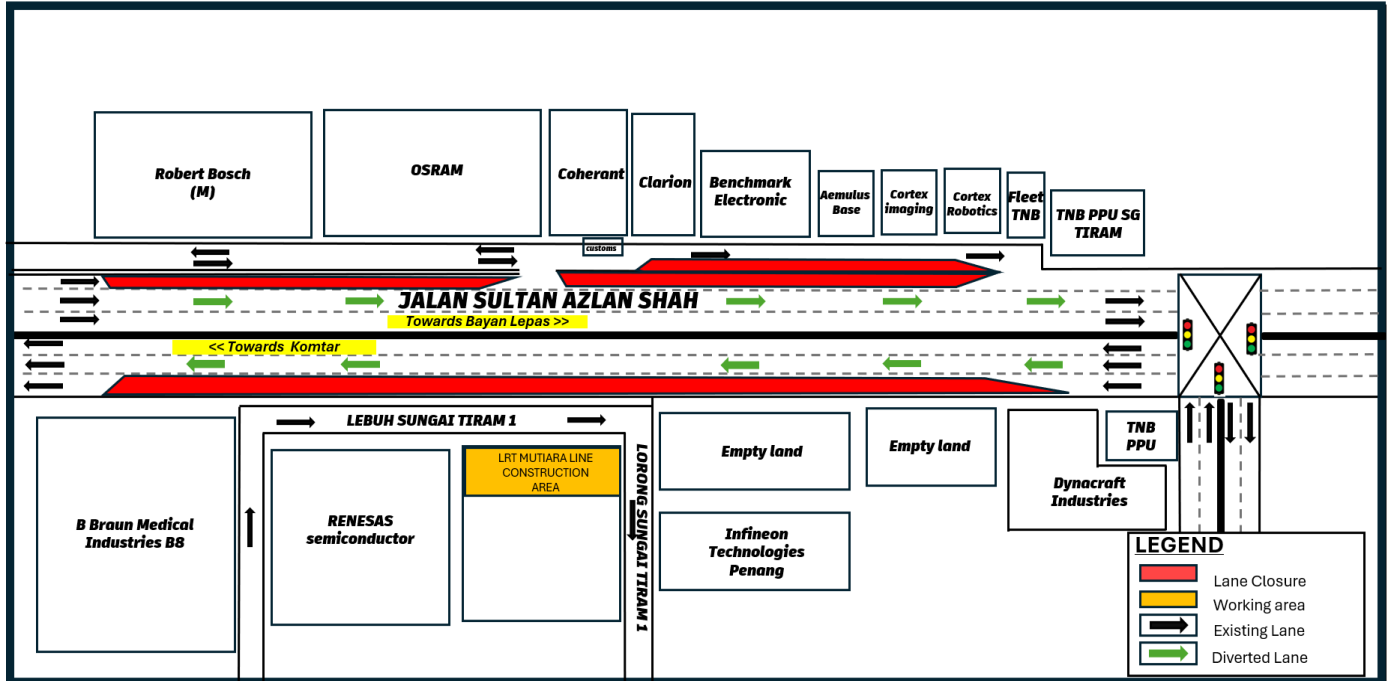 Robert Bosch
(M)
OSRAM
Coherant
Clarion
Benchmark
Electronic
Aemulus
Base
Cortex
imaging
Cortex
Robotics
Fleet
TNB
TNB PPU SG
TIRAM
customs
JALAN SULTAN AZLAN SHAH
Towards Bayan Lepas >>
<< Towards Komtar
LEBUH SUNGAI TIRAM 1
LORONG SUNGAI TIRAM 1
B Braun Medical
Industries B8
RENESAS
semiconductor
LRT MUTIARA LINE
CONSTRUCTION
AREA
Empty land
Empty land
Infineon
Technologies
Penang
Dynacraft
Industries
TNB
PPU
LEGEND
Lane Closure
Working area
Existing Lane
Diverted Lane